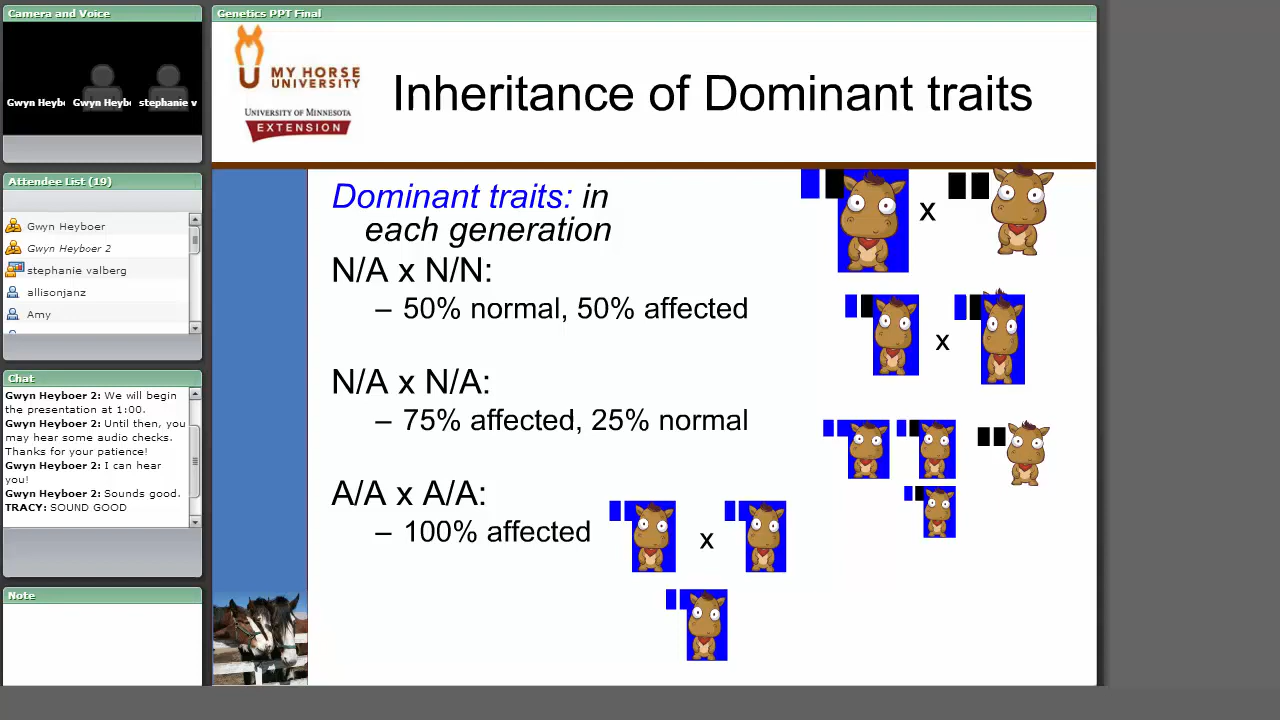 Camera and Voice
Gwyn Heyb
Gwyn Heyb
stephanie v
Attendee List (19)
Gwyn Heyboer
Gwyn Heyboer 2
stephanie valberg
allisonjanz
Amy
Chat
Gwyn Heyboer 2: We will begin
the presentation at 1:00.
Gwyn Heyboer 2: Until then, you
may hear some audio checks.
Thanks for your patience!
Gwyn Heyboer 2: I can hear
you!
Gwyn Heyboer 2: Sounds good.
TRACY: SOUND GOOD
Note
Genetics PPT Final
MY HORSE
UNIVERSITY
UNIVERSITY OF MINNESOTA
EXTENSION
Inheritance of Dominant traits
Dominant traits: in
each generation
N/A x N/N:
– 50% normal, 50% affected
N/A x N/A:
– 75% affected, 25% normal
A/A x A/A:
– 100% affected
x
x
x